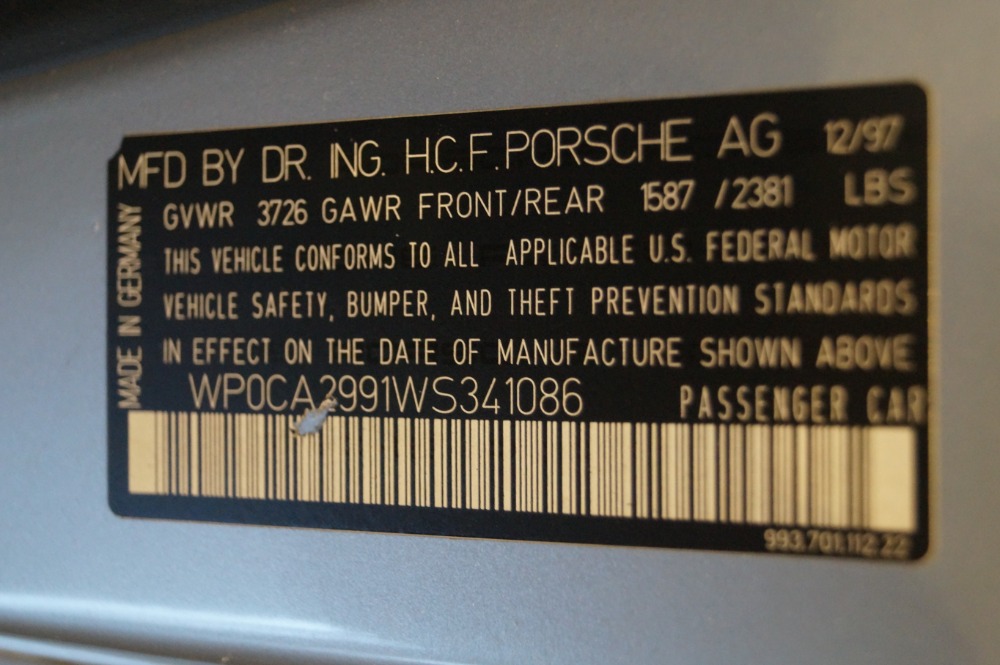 MFD BY DR. ING. H.C.F. PORSCHE AG 12/97
GVWR 3726 GAWR FRONT/REAR 1587 / 2381 LBS
THIS VEHICLE CONFORMS TO ALL APPLICABLE U.S. FEDERAL MOTOR
VEHICLE SAFETY, BUMPER, AND THEFT PREVENTION STANDARDS
IN EFFECT ON THE DATE OF MANUFACTURE SHOWN ABOVE
WP0CA2991WS341086 PASSENGER CAR
993.701.112.22
MADE IN GERMANY